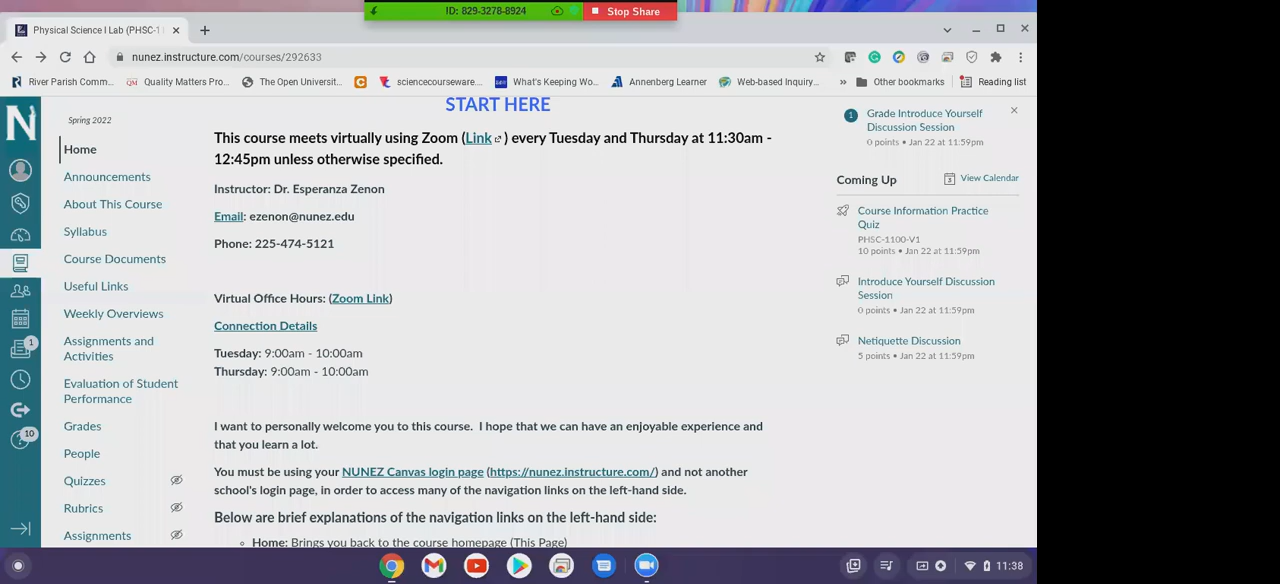 ID: 829-3278-8924
Stop Share
Physical Science I Lab (PHSC-1
nunez.instructure.com/courses/292633
River Parish Comm...
QM
Quality Matters Pro...
The Open Universit...
sciencecourseware...
What's Keeping Wo...
Annenberg Learner
Web-based Inquiry...
»
Other bookmarks
Reading list
N
Spring 2022
Home
Announcements
About This Course
Syllabus
Course Documents
Useful Links
Weekly Overviews
Assignments and
Activities
Evaluation of Student
Performance
Grades
People
Quizzes
Rubrics
Assignments
1
10
START HERE
This course meets virtually using Zoom (Link ) every Tuesday and Thursday at 11:30am -
12:45pm unless otherwise specified.
Instructor: Dr. Esperanza Zenon
Email: ezenon@nunez.edu
Phone: 225-474-5121
Virtual Office Hours: (Zoom Link)
Connection Details
Tuesday: 9:00am - 10:00am
Thursday: 9:00am - 10:00am
I want to personally welcome you to this course. I hope that we can have an enjoyable experience and
that you learn a lot.
You must be using your NUNEZ Canvas login page (https://nunez.instructure.com/) and not another
school's login page, in order to access many of the navigation links on the left-hand side.
Below are brief explanations of the navigation links on the left-hand side:
Home: Brings you back to the course homepage (This Page)
1
Grade Introduce Yourself
Discussion Session
0 points • Jan 22 at 11:59pm
Coming Up
View Calendar
Course Information Practice
Quiz
PHSC-1100-V1
10 points • Jan 22 at 11:59pm
Introduce Yourself Discussion
Session
0 points • Jan 22 at 11:59pm
Netiquette Discussion
5 points • Jan 22 at 11:59pm
11:38